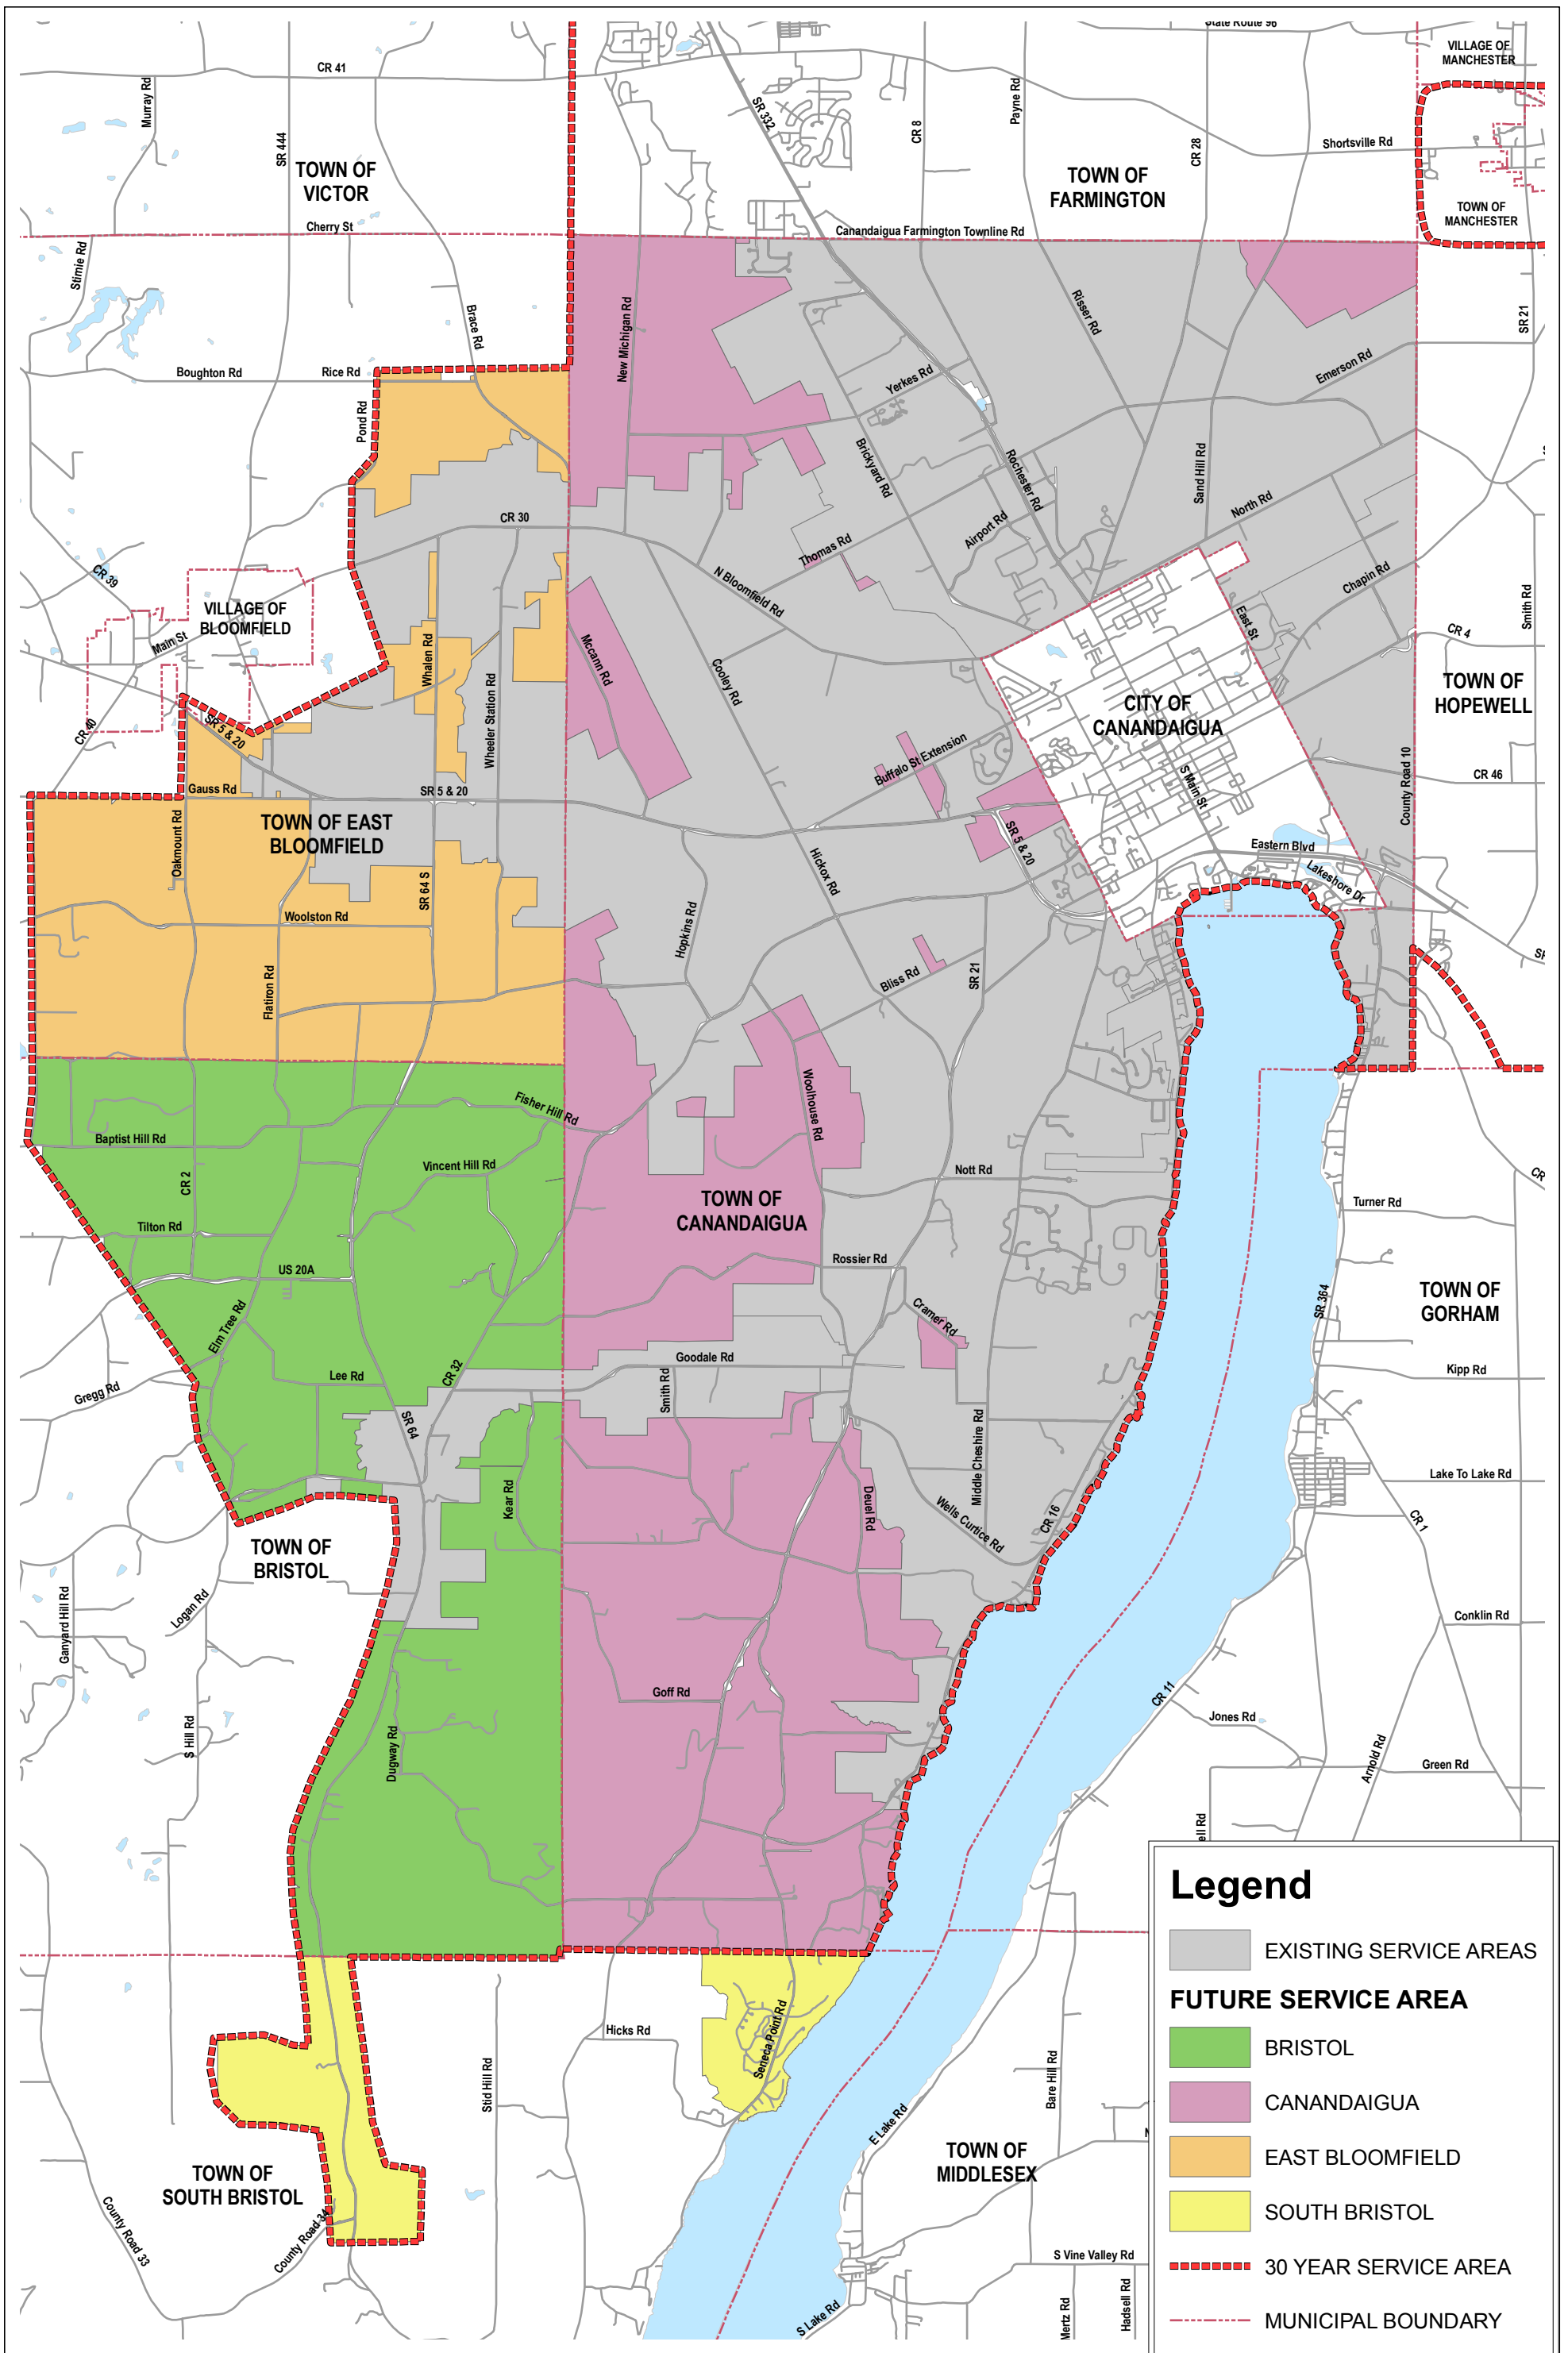 State Route 96
VILLAGE OF
MANCHESTER
CR 41
Murray Rd
SR 444
SR 332
CR 8
Payne Rd
CR 28
Shortsville Rd
TOWN OF
VICTOR
TOWN OF
FARMINGTON
TOWN OF
MANCHESTER
Cherry St
Canandaigua Farmington Townline Rd
Stimie Rd
Brace Rd
New Michigan Rd
Risser Rd
SR 21
Boughton Rd
Rice Rd
Yerkes Rd
Emerson Rd
Pond Rd
Brickyard Rd
Rochester Rd
Sand Hill Rd
North Rd
CR 30
Airport Rd
Thomas Rd
CR 39
N Bloomfield Rd
Chapin Rd
VILLAGE OF
BLOOMFIELD
Main St
East St
Smith Rd
CR 4
Whalen Rd
Mccann Rd
Cooley Rd
Wheeler Station Rd
TOWN OF
HOPEWELL
CITY OF
CANANDAIGUA
CR 40
SR 5 & 20
Buffalo St Extension
S Main St
CR 46
County Road 10
Gauss Rd
SR 5 & 20
TOWN OF EAST
BLOOMFIELD
Oakmount Rd
SR 5 & 20
Eastern Blvd
Lakeshore Dr
Hickox Rd
SR 64 S
Woolston Rd
Hopkins Rd
Flatiron Rd
Bliss Rd
SR 21
Woolhouse Rd
Fisher Hill Rd
Baptist Hill Rd
Vincent Hill Rd
CR 2
Nott Rd
TOWN OF
CANANDAIGUA
Turner Rd
Tilton Rd
US 20A
Rossier Rd
TOWN OF
GORHAM
SR 364
Elm Tree Rd
Cramer Rd
Goodale Rd
Kipp Rd
Gregg Rd
Lee Rd
CR 32
Smith Rd
SR 64
Middle Cheshire Rd
Lake To Lake Rd
Kear Rd
Deuel Rd
Wells Curtice Rd
CR 16
CR 1
TOWN OF
BRISTOL
Ganyard Hill Rd
Logan Rd
Conklin Rd
Goff Rd
CR 11
S Hill Rd
Dugway Rd
Jones Rd
Arnold Rd
Green Rd
Hicks Rd
Seneca Point Rd
Stid Hill Rd
Bare Hill Rd
E Lake Rd
TOWN OF
MIDDLESEX
TOWN OF
SOUTH BRISTOL
County Road 33
County Road 34
S Vine Valley Rd
Mertz Rd
Hadsell Rd
S Lake Rd
Legend
EXISTING SERVICE AREAS
FUTURE SERVICE AREA
BRISTOL
CANANDAIGUA
EAST BLOOMFIELD
SOUTH BRISTOL
30 YEAR SERVICE AREA
MUNICIPAL BOUNDARY